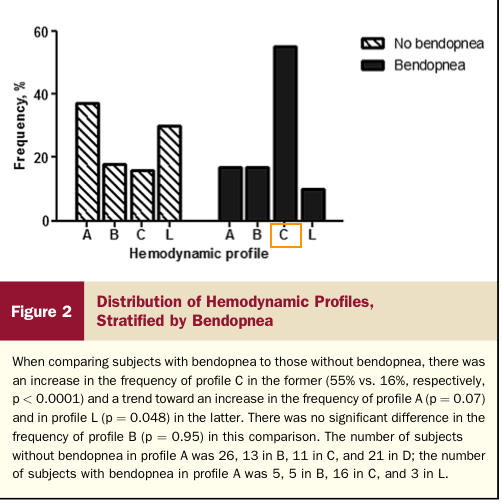 60
40
20
0
Frequency, %
No bendopnea
Bendopnea
A B C L A B C L
Hemodynamic profile
Figure 2
Distribution of Hemodynamic Profiles,
Stratified by Bendopnea
When comparing subjects with bendopnea to those without bendopnea, there was
an increase in the frequency of profile C in the former (55% vs. 16%, respectively,
p < 0.0001) and a trend toward an increase in the frequency of profile A (p = 0.07)
and in profile L (p = 0.048) in the latter. There was no significant difference in the
frequency of profile B (p = 0.95) in this comparison. The number of subjects
without bendopnea in profile A was 26, 13 in B, 11 in C, and 21 in D; the number
of subjects with bendopnea in profile A was 5, 5 in B, 16 in C, and 3 in L.